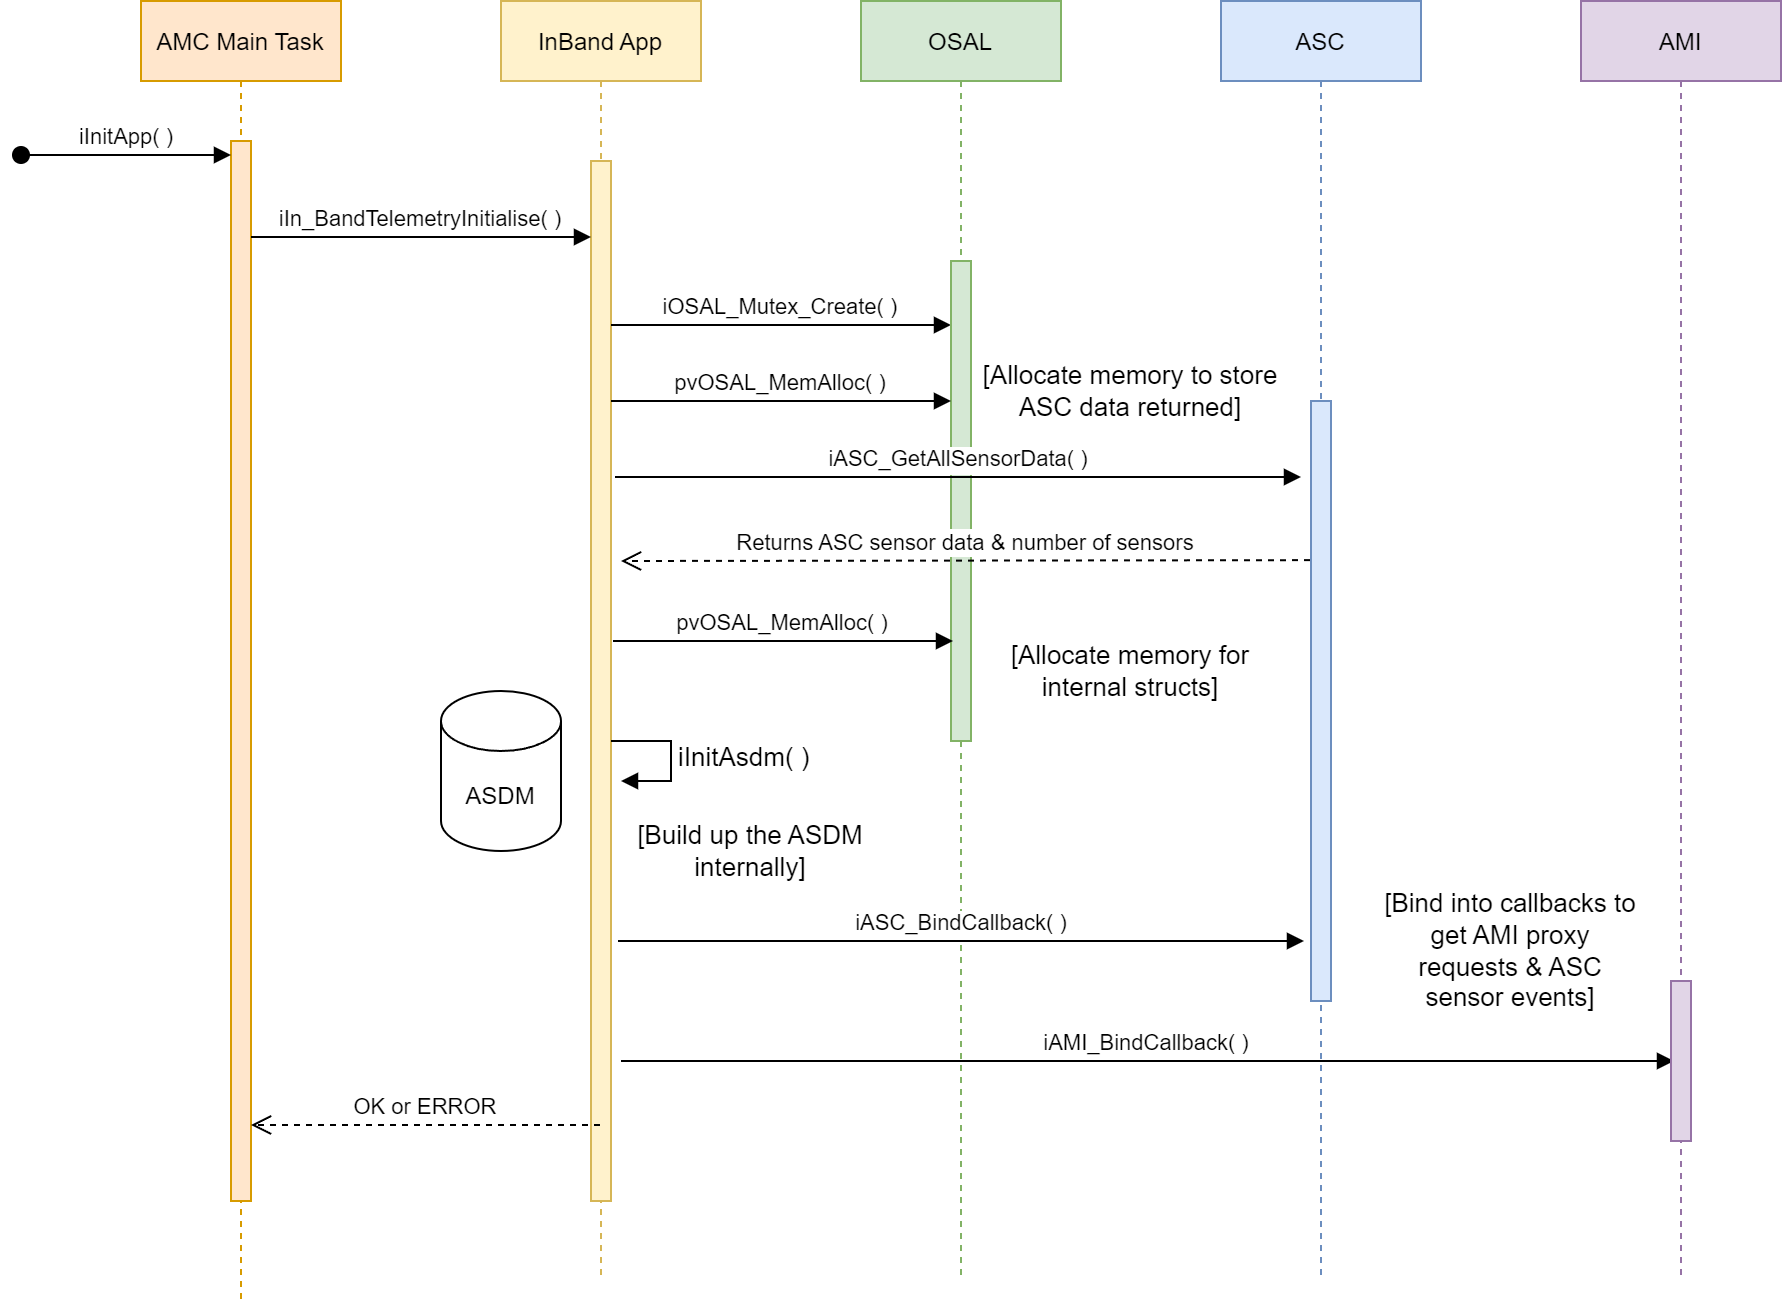 AMC Main Task
InBand App
OSAL
ASC
AMI
iInitApp( )
iIn_BandTelemetryInitialise( )
iOSAL_Mutex_Create( )
pvOSAL_MemAlloc( )
[Allocate memory to store
ASC data returned]
iASC_GetAllSensorData( )
Returns ASC sensor data & number of sensors
pvOSAL_MemAlloc( )
[Allocate memory for
internal structs]
iInitAsdm( )
ASDM
[Build up the ASDM
internally]
iASC_BindCallback( )
[Bind into callbacks to
get AMI proxy
requests & ASC
sensor events]
iAMI_BindCallback( )
OK or ERROR